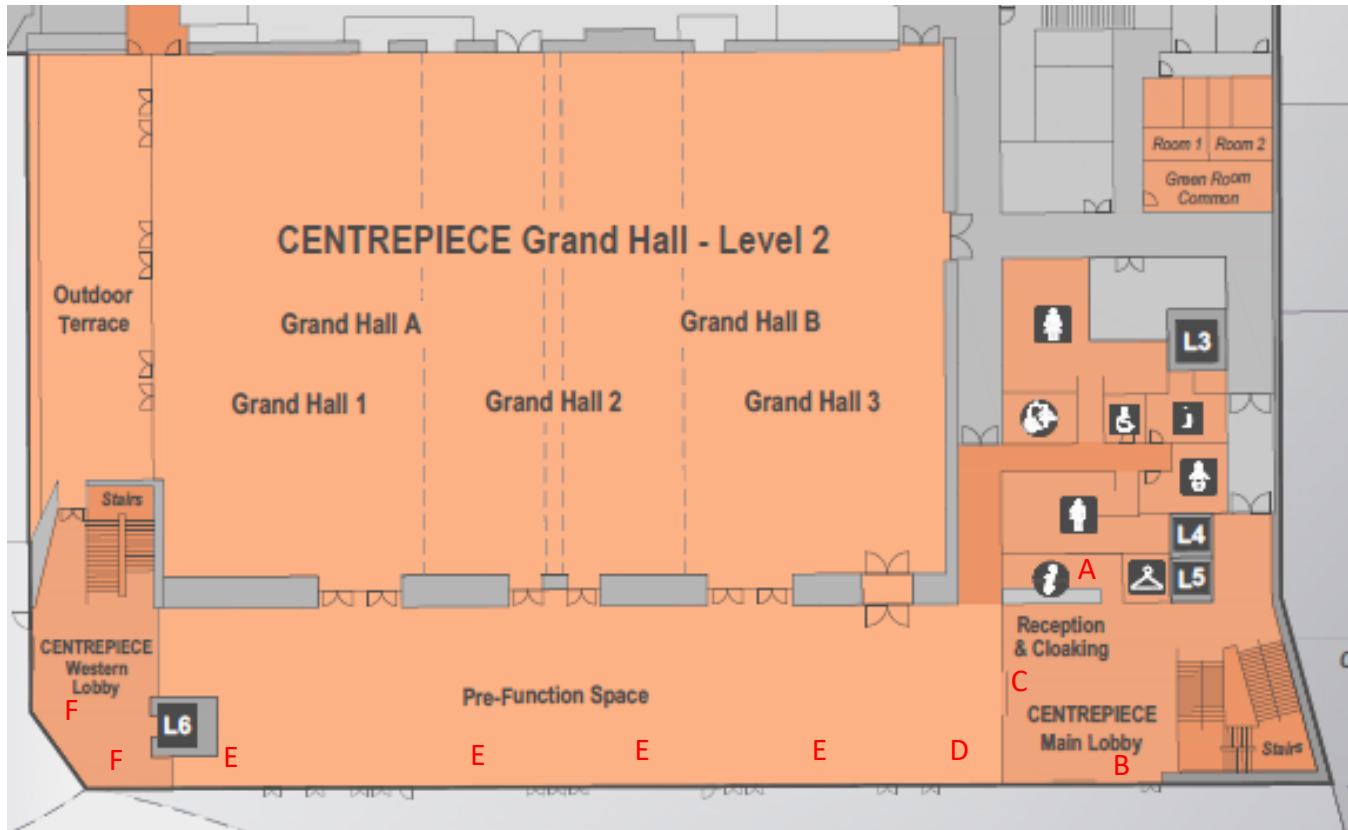 Room 1 Room 2
Green Room
Common
CENTREPIECE Grand Hall - Level 2
Outdoor
Terrace
Grand Hall A
Grand Hall B
L3
Grand Hall 1
Grand Hall 2
Grand Hall 3
Stairs
L4
A
L5
Reception
& Cloaking
CENTREPIECE
Western
Lobby
C
Pre-Function Space
F
L6
CENTREPIECE
Main Lobby
F
E
E
E
E
D
Stairs
B